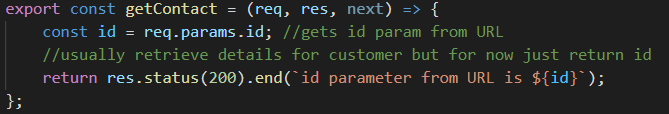 export const getContact = (req, res, next) => {
    const id = req.params.id; //gets id param from URL
    //usually retrieve details for customer but for now just return id
    return res.status(200).end(`id parameter from URL is ${id}`);
};